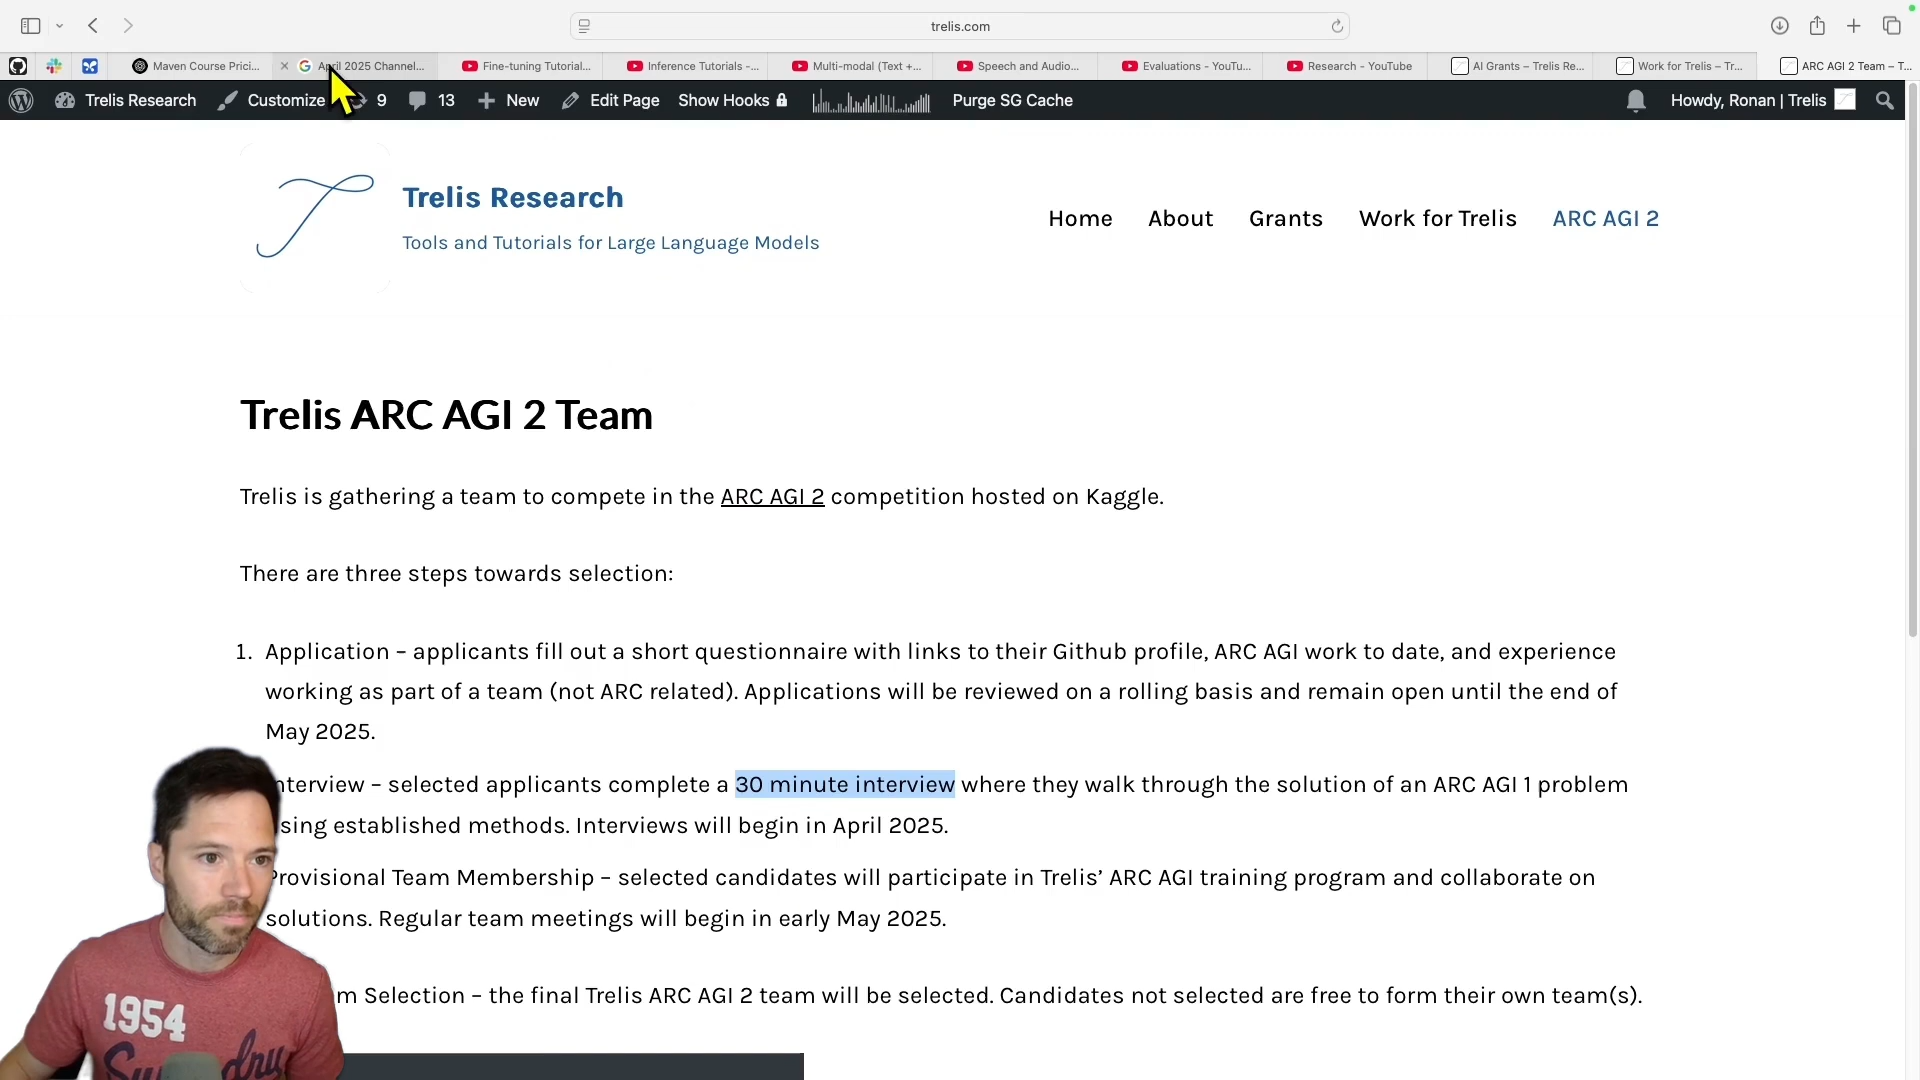 trelis.com
Maven Course Prici...
April 2025 Channel...
Fine-tuning Tutorial...
Inference Tutorials -...
Multi-modal (Text +...
Speech and Audio...
Evaluations - YouTu...
Research - YouTube
AI Grants – Trelis Re...
Work for Trelis – Tr...
ARC AGI 2 Team – T...
Trelis Research
Customize
9
13
New
Edit Page
Show Hooks
Purge SG Cache
Howdy, Ronan | Trelis
Trelis Research
Tools and Tutorials for Large Language Models
Home
About
Grants
Work for Trelis
ARC AGI 2
Trelis ARC AGI 2 Team
Trelis is gathering a team to compete in the ARC AGI 2 competition hosted on Kaggle.
There are three steps towards selection:
1. Application – applicants fill out a short questionnaire with links to their Github profile, ARC AGI work to date, and experience
working as part of a team (not ARC related). Applications will be reviewed on a rolling basis and remain open until the end of
May 2025.
nterview – selected applicants complete a 30 minute interview where they walk through the solution of an ARC AGI 1 problem
sing established methods. Interviews will begin in April 2025.
Provisional Team Membership – selected candidates will participate in Trelis’ ARC AGI training program and collaborate on
solutions. Regular team meetings will begin in early May 2025.
m Selection – the final Trelis ARC AGI 2 team will be selected. Candidates not selected are free to form their own team(s).
1954